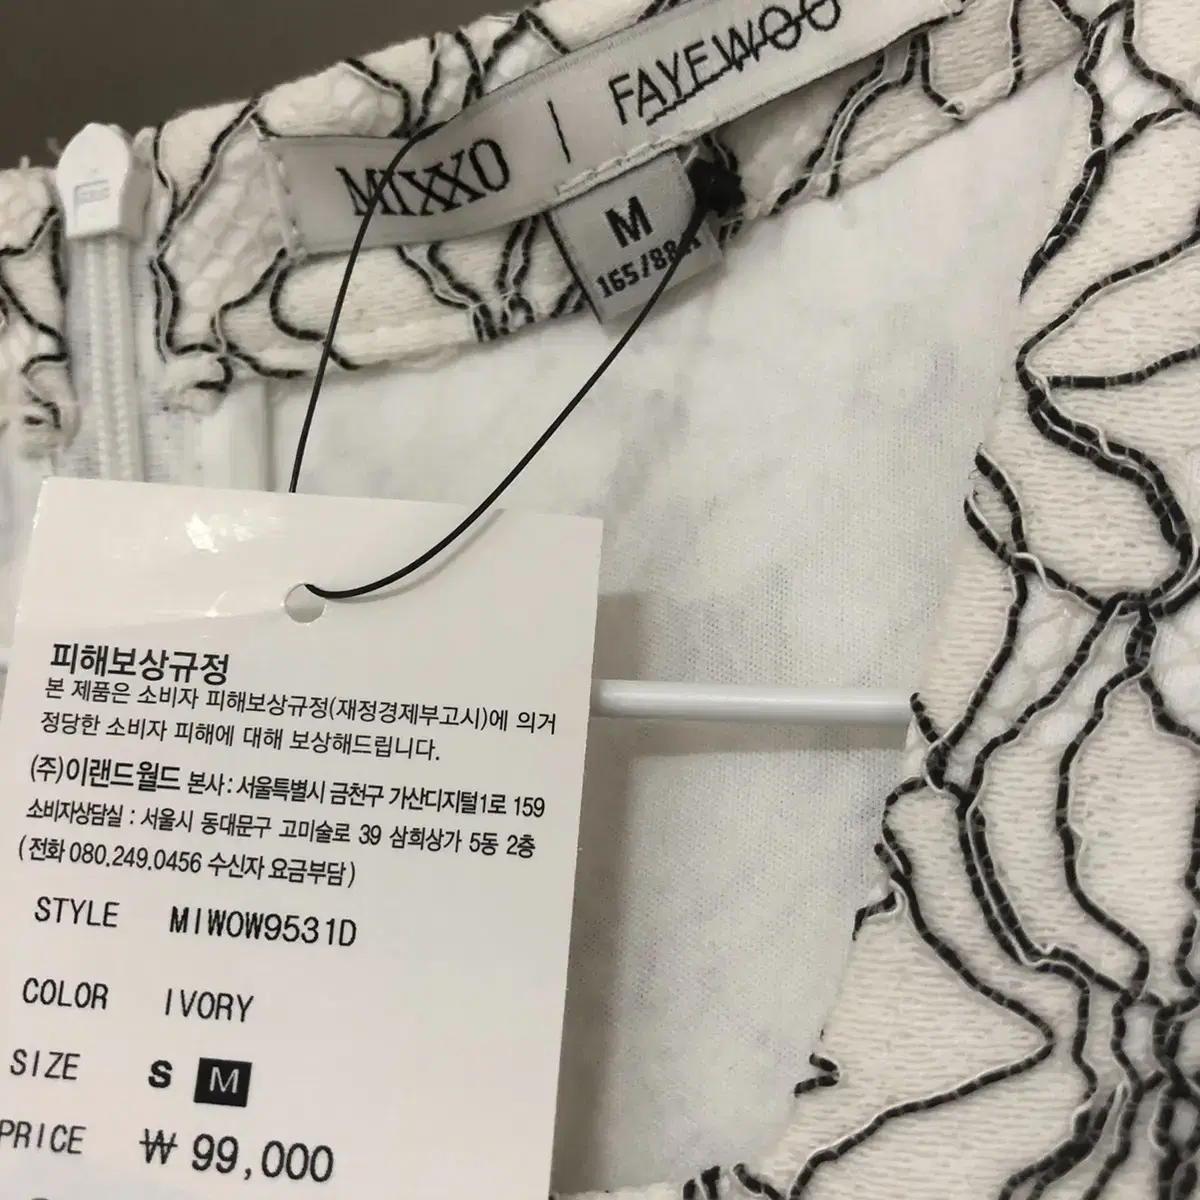 MIXXO | FAYEWOO
M
165/88A
피해보상규정
본 제품은 소비자 피해보상규정(재정경제부고시)에 의거
정당한 소비자 피해에 대해 보상해드립니다.
(주)이랜드월드 본사 : 서울특별시 금천구 가산디지털1로 159
소비자상담실 : 서울시 동대문구 고미술로 39 삼희상가 5동 2층
(전화 080.249.0456 수신자 요금부담)
STYLE MIWOW9531D
COLOR IVORY
SIZE S M
PRICE ₩ 99,000